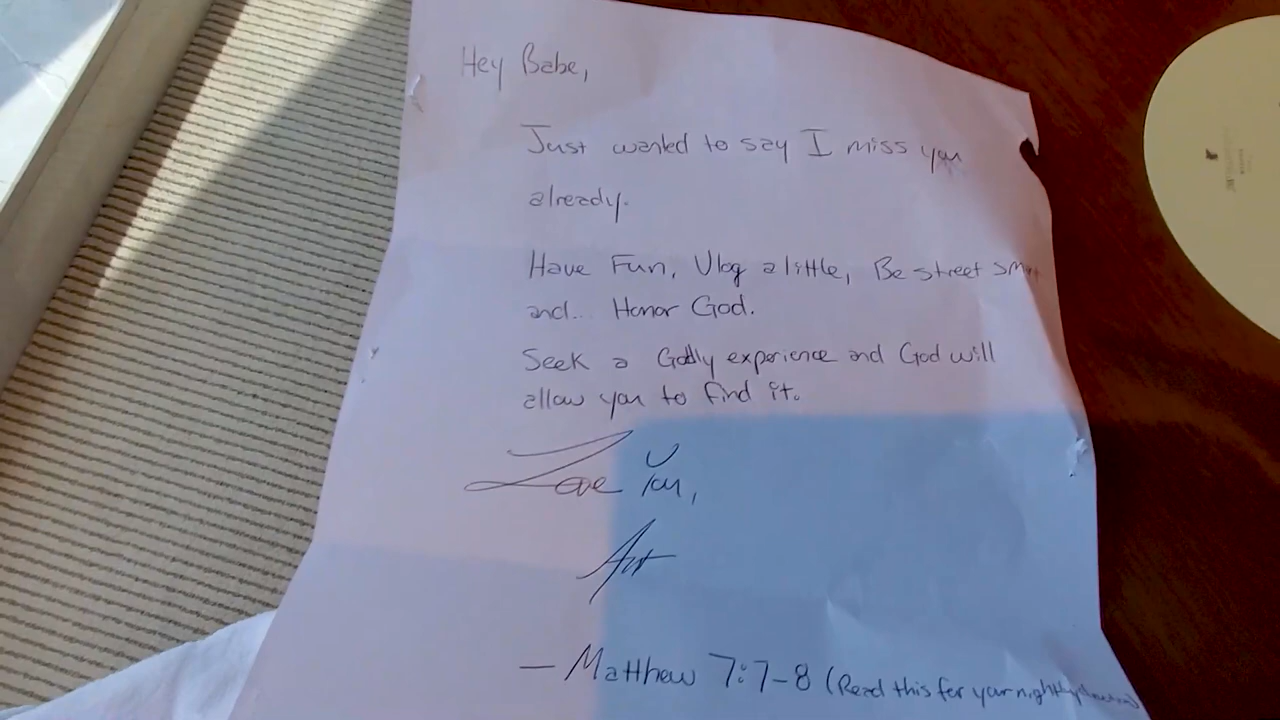 Hey Babe,
Just wanted to say I miss you
already.
Have Fun, Vlog a little, Be street
and... Honor God.
Seek a Godly experience and God will
allow you to find it.
Love You,
Art
— Matthew 7:7-8 (Read this for your nightly